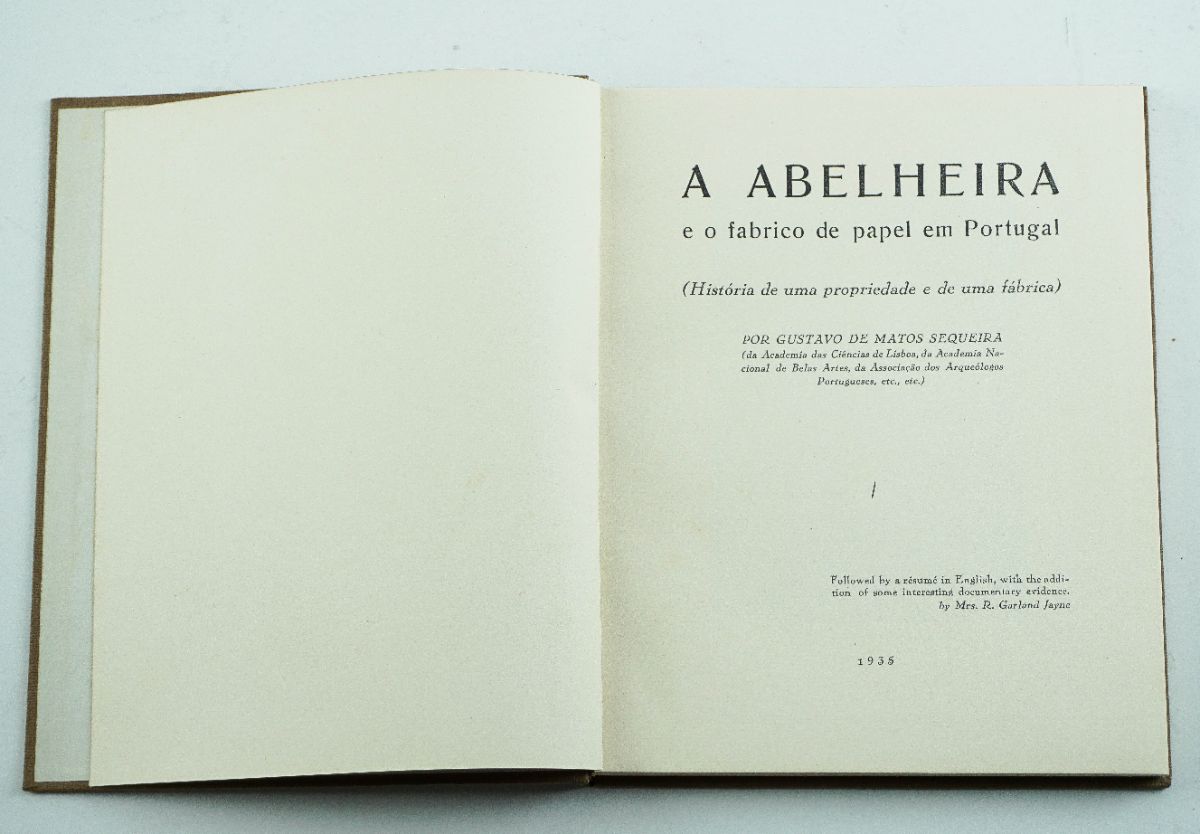 A ABELHEIRA
e o fabrico de papel em Portugal
(História de uma propriedade e de uma fábrica)
POR GUSTAVO DE MATOS SEQUEIRA
(da Academia das Ciências de Lisboa, da Academia Na-
cional de Belas Artes, da Associação dos Arqueólogos
Portugueses, etc., etc.)
Followed by a résumé in English, with the addi-
tion of some interesting documentary evidence.
by Mrs. R. Garland Jayne
1935